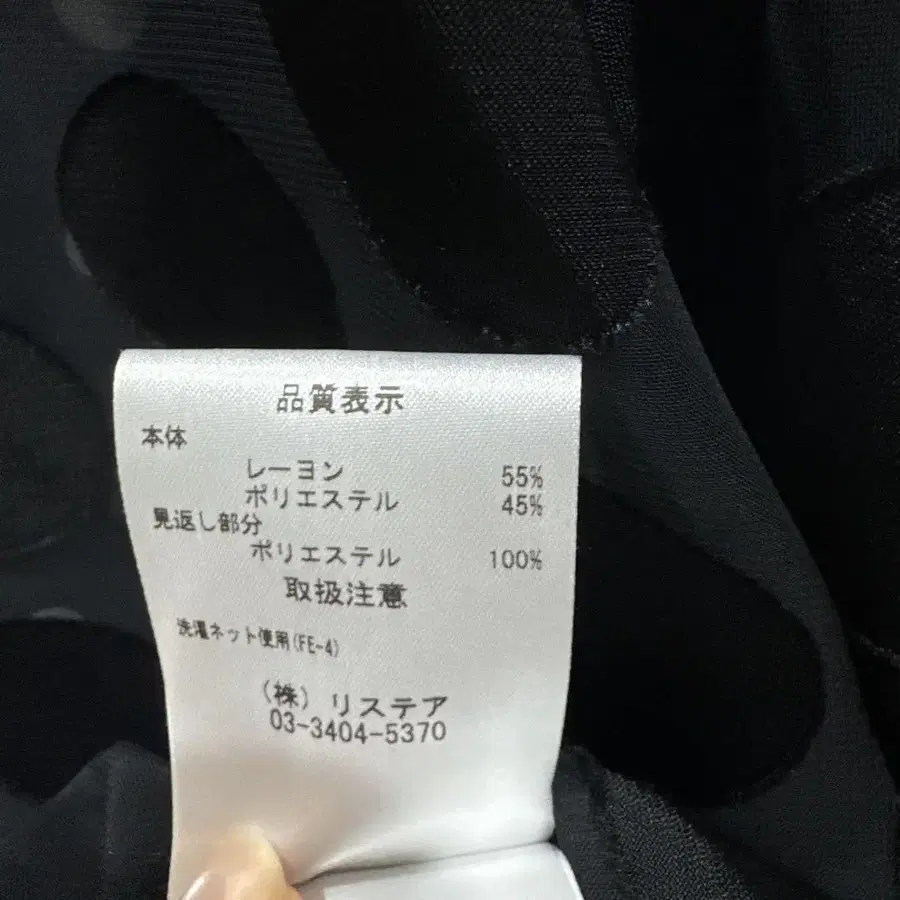 品質表示
本体
レーヨン 55%
ポリエステル 45%
見返し部分
ポリエステル 100%
取扱注意
洗濯ネット使用(FE-4)
(株) リステア
03-3404-5370